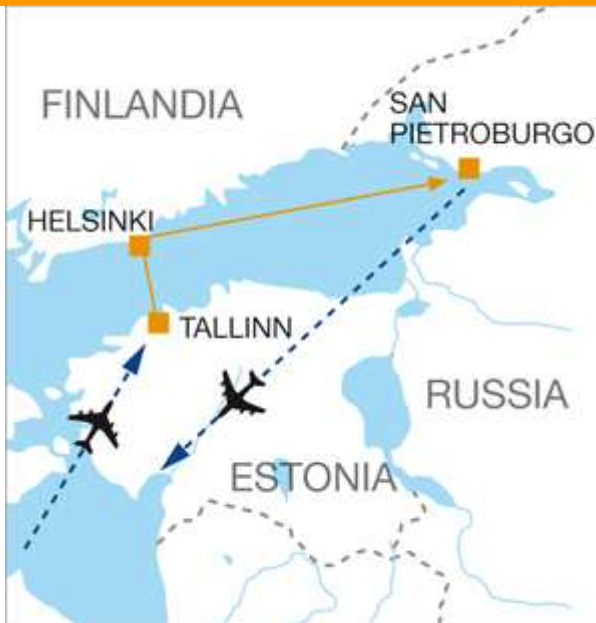 FINLANDIA
SAN
PIETROBURGO
HELSINKI
TALLINN
RUSSIA
ESTONIA